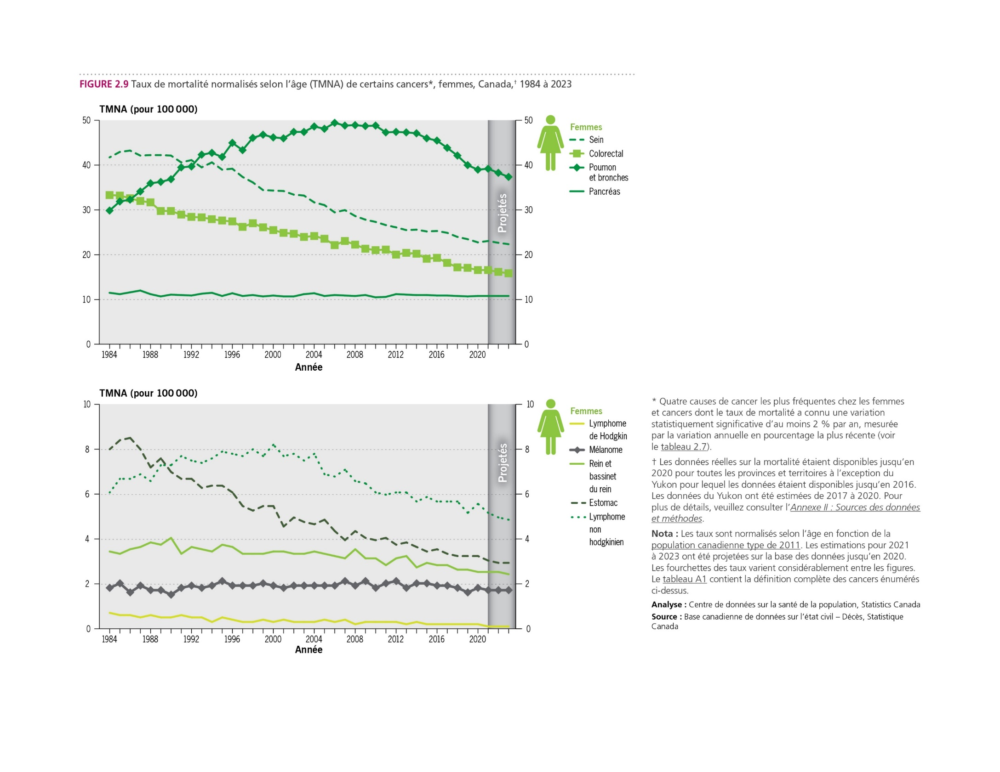 FIGURE 2.9 Taux de mortalité normalisés selon l’âge (TMNA) de certains cancers*, femmes, Canada,† 1984 à 2023
TMNA (pour 100 000)
50
40
30
20
10
0
50
40
30
20
10
0
Projetés
1984 1988 1992 1996 2000 2004 2008 2012 2016 2020
Année
Femmes
Sein
Colorectal
Poumon
et bronches
Pancréas
TMNA (pour 100 000)
10
8
6
4
2
0
10
8
6
4
2
0
Projetés
1984 1988 1992 1996 2000 2004 2008 2012 2016 2020
Année
Femmes
Lymphome
de Hodgkin
Mélanome
Rein et
bassinet
du rein
Estomac
Lymphome
non
hodgkinien
* Quatre causes de cancer les plus fréquentes chez les femmes
et cancers dont le taux de mortalité a connu une variation
statistiquement significative d’au moins 2 % par an, mesurée
par la variation annuelle en pourcentage la plus récente (voir
le tableau 2.7).
† Les données réelles sur la mortalité étaient disponibles jusqu’en
2020 pour toutes les provinces et territoires à l’exception du
Yukon pour lequel les données étaient disponibles jusqu’en 2016.
Les données du Yukon ont été estimées de 2017 à 2020. Pour
plus de détails, veuillez consulter l’Annexe II : Sources des données
et méthodes.
Nota : Les taux sont normalisés selon l’âge en fonction de la
population canadienne type de 2011. Les estimations pour 2021
à 2023 ont été projetées sur la base des données jusqu’en 2020.
Les fourchettes des taux varient considérablement entre les figures.
Le tableau A1 contient la définition complète des cancers énumérés
ci-dessus.
Analyse : Centre de données sur la santé de la population, Statistics Canada
Source : Base canadienne de données sur l’état civil – Décès, Statistique
Canada